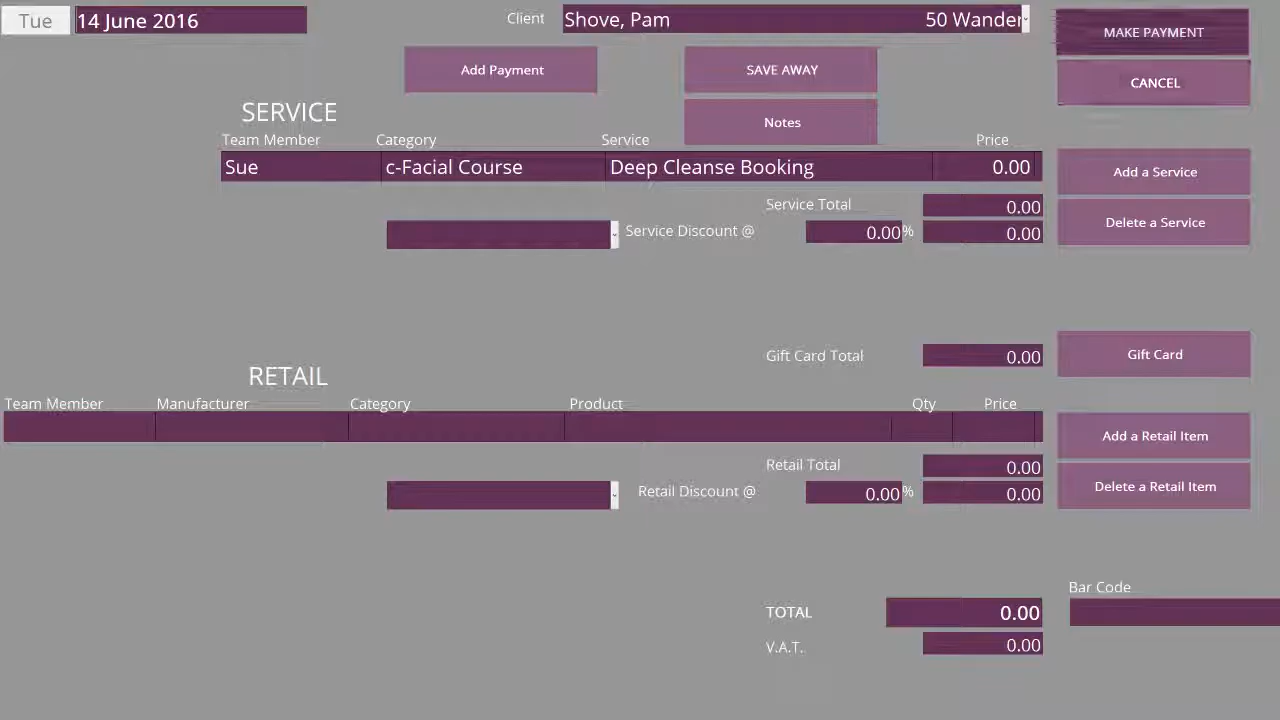 Tue 14 June 2016 Client Shove, Pam 50 Wander MAKE PAYMENT
Add Payment SAVE AWAY CANCEL
SERVICE Notes
Team Member Category Service Price
Sue c-Facial Course Deep Cleanse Booking 0.00 Add a Service
Service Total 0.00
Service Discount @ 0.00 % 0.00 Delete a Service
Gift Card Total 0.00 Gift Card
RETAIL
Team Member Manufacturer Category Product Qty Price
Add a Retail Item
Retail Total 0.00
Retail Discount @ 0.00 % 0.00 Delete a Retail Item
Bar Code
TOTAL 0.00
V.A.T. 0.00